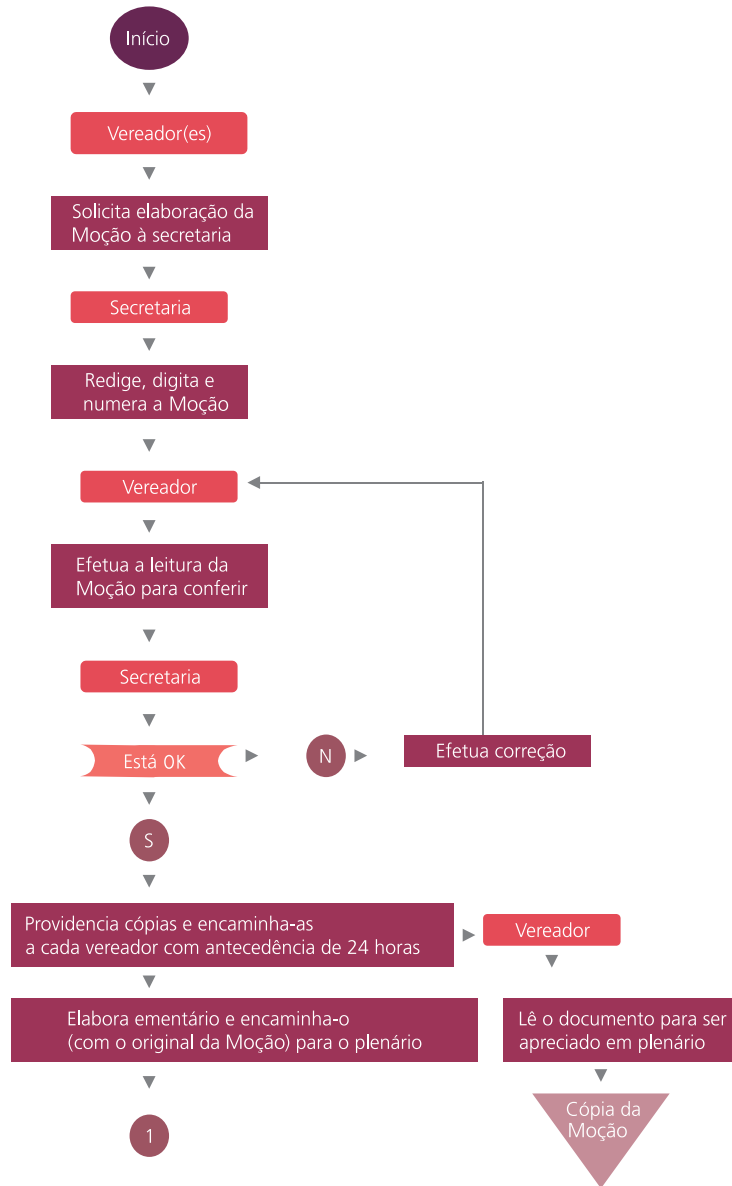 Início
Vereador(es)
Solicita elaboração da
Moção à secretaria
Secretaria
Redige, digita e
numera a Moção
Vereador
Efetua a leitura da
Moção para conferir
Secretaria
Está OK
N
Efetua correção
S
Providencia cópias e encaminha-as
a cada vereador com antecedência de 24 horas
Vereador
Elabora ementário e encaminha-o
(com o original da Moção) para o plenário
Lê o documento para ser
apreciado em plenário
1
Cópia da
Moção